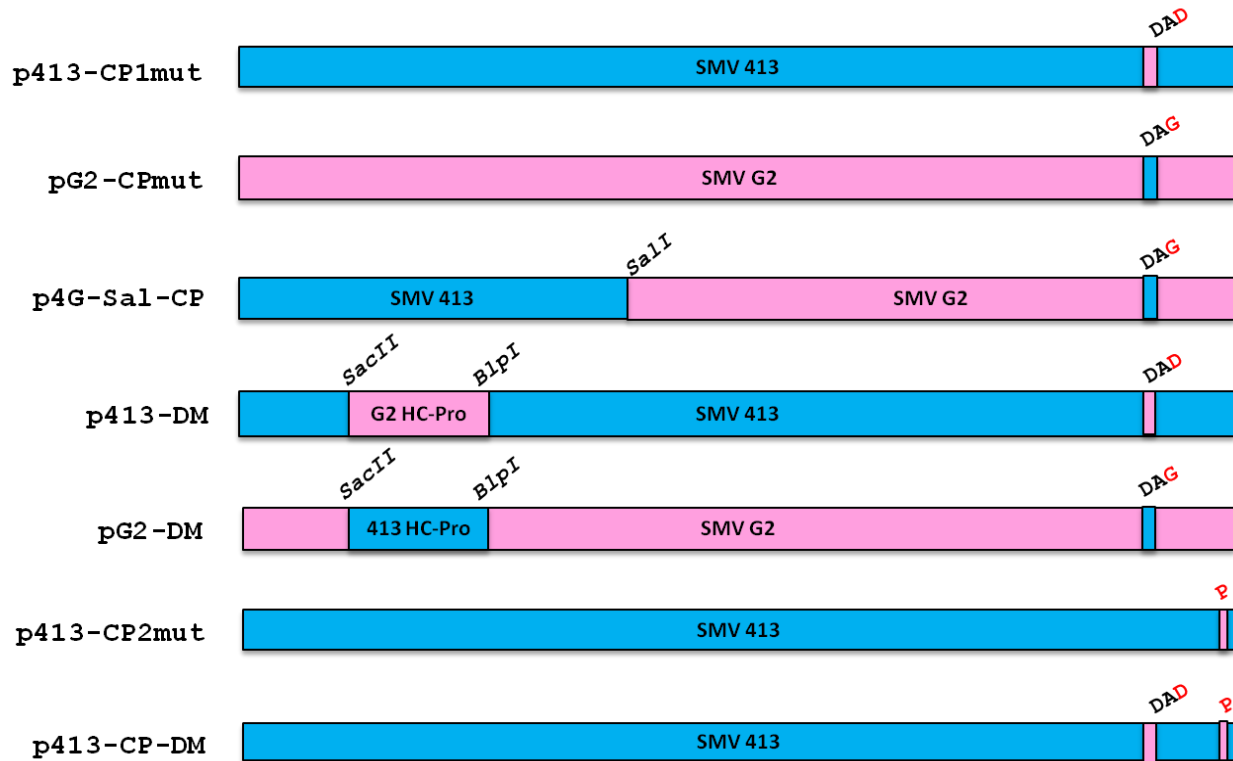 DAD
p413-CP1mut SMV 413
DAG
pG2-CPmut SMV G2
SalI DAG
p4G-Sal-CP SMV 413 SMV G2
SacII BlpI DAD
p413-DM G2 HC-Pro SMV 413
SacII BlpI DAG
pG2-DM 413 HC-Pro SMV G2
P
p413-CP2mut SMV 413
DAD P
p413-CP-DM SMV 413